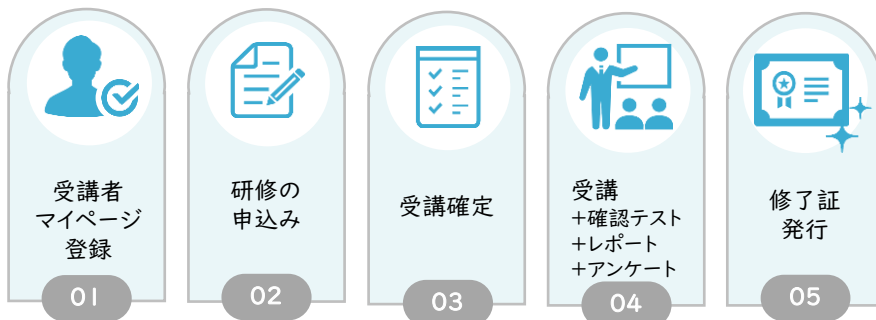 受講者
マイページ
登録
01
研修の
申込み
02
受講確定
03
受講
+確認テスト
+レポート
+アンケート
04
修了証
発行
05